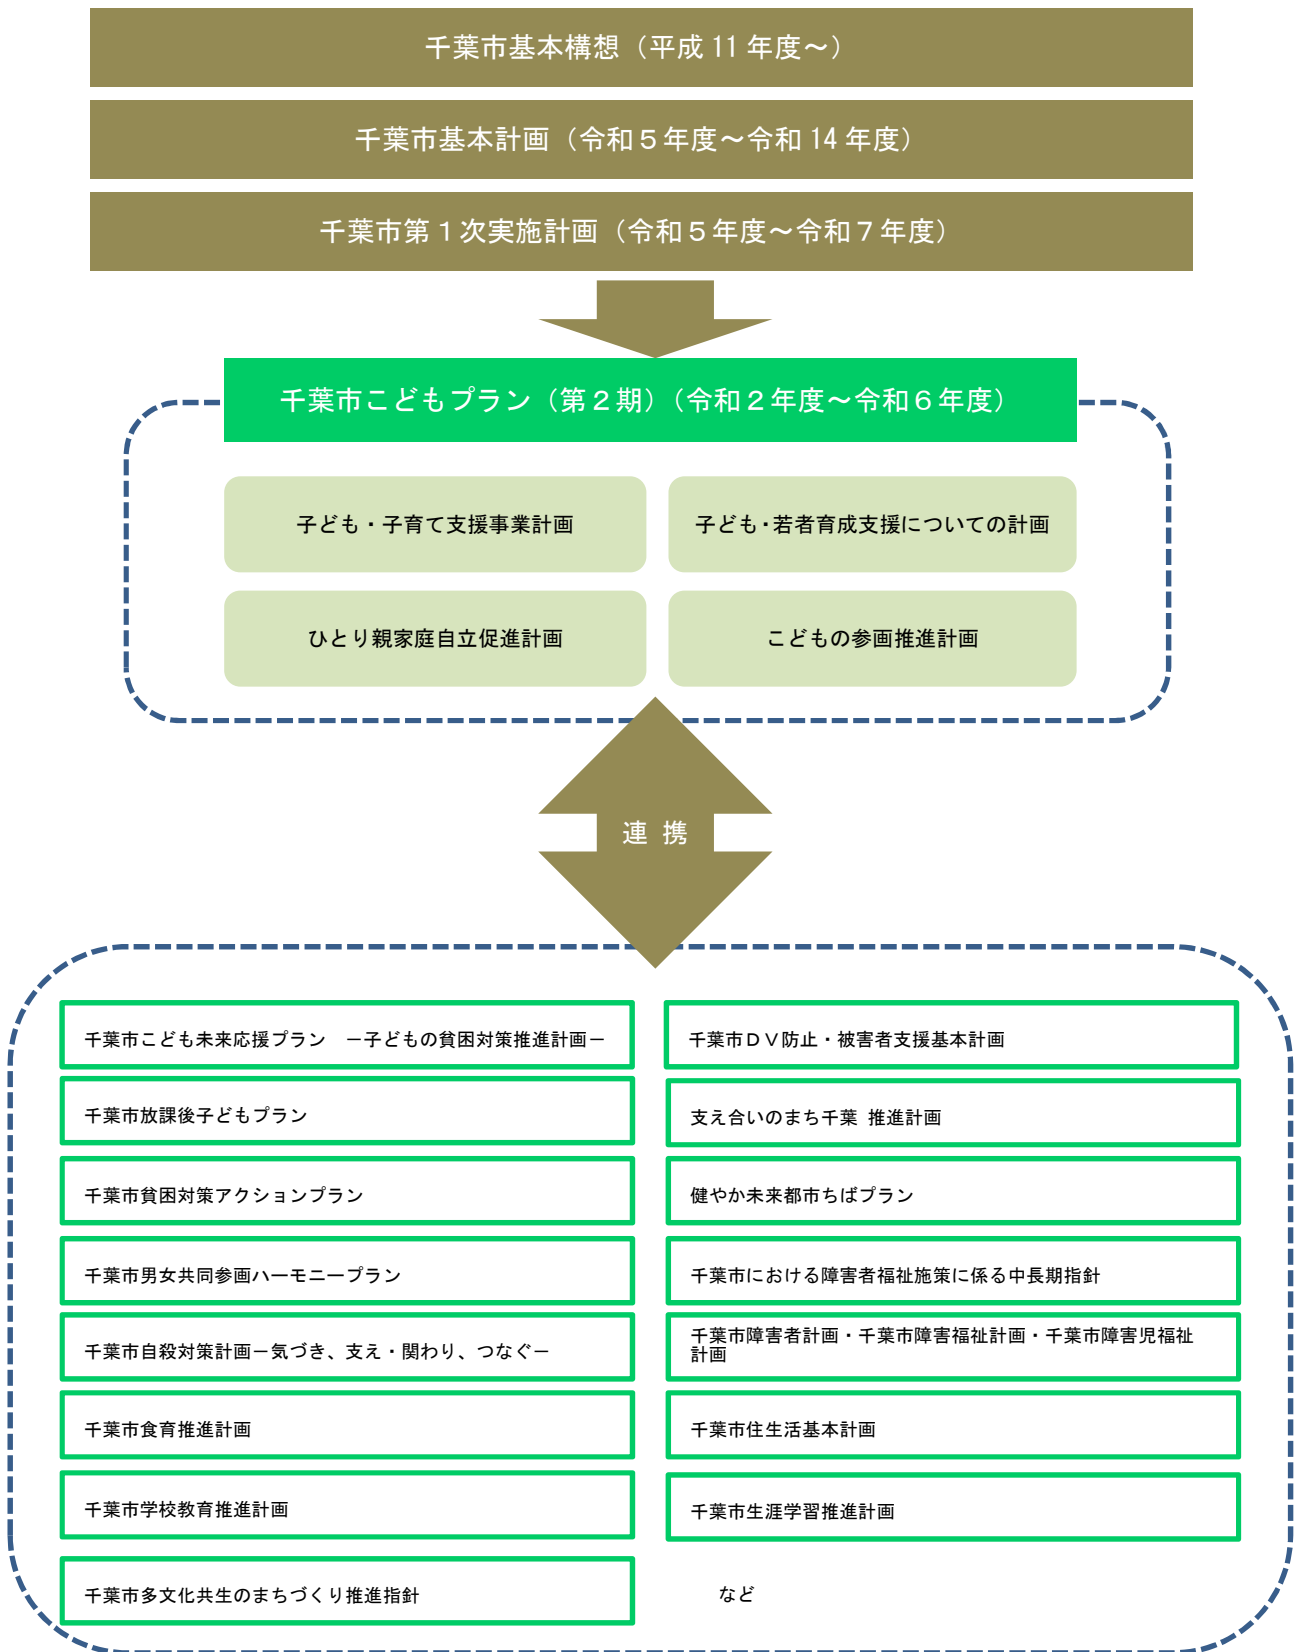 千葉市基本構想（平成 11 年度～）
千葉市基本計画（令和５年度～令和 14 年度）
千葉市第１次実施計画（令和５年度～令和７年度）
千葉市こどもプラン（第２期）（令和２年度～令和６年度）
子ども・子育て支援事業計画
子ども・若者育成支援についての計画
ひとり親家庭自立促進計画
こどもの参画推進計画
連 携
千葉市こども未来応援プラン　－子どもの貧困対策推進計画－
千葉市ＤＶ防止・被害者支援基本計画
千葉市放課後子どもプラン
支え合いのまち千葉 推進計画
千葉市貧困対策アクションプラン
健やか未来都市ちばプラン
千葉市男女共同参画ハーモニープラン
千葉市における障害者福祉施策に係る中長期指針
千葉市自殺対策計画－気づき、支え・関わり、つなぐ－
千葉市障害者計画・千葉市障害福祉計画・千葉市障害児福祉
計画
千葉市食育推進計画
千葉市住生活基本計画
千葉市学校教育推進計画
千葉市生涯学習推進計画
千葉市多文化共生のまちづくり推進指針
など